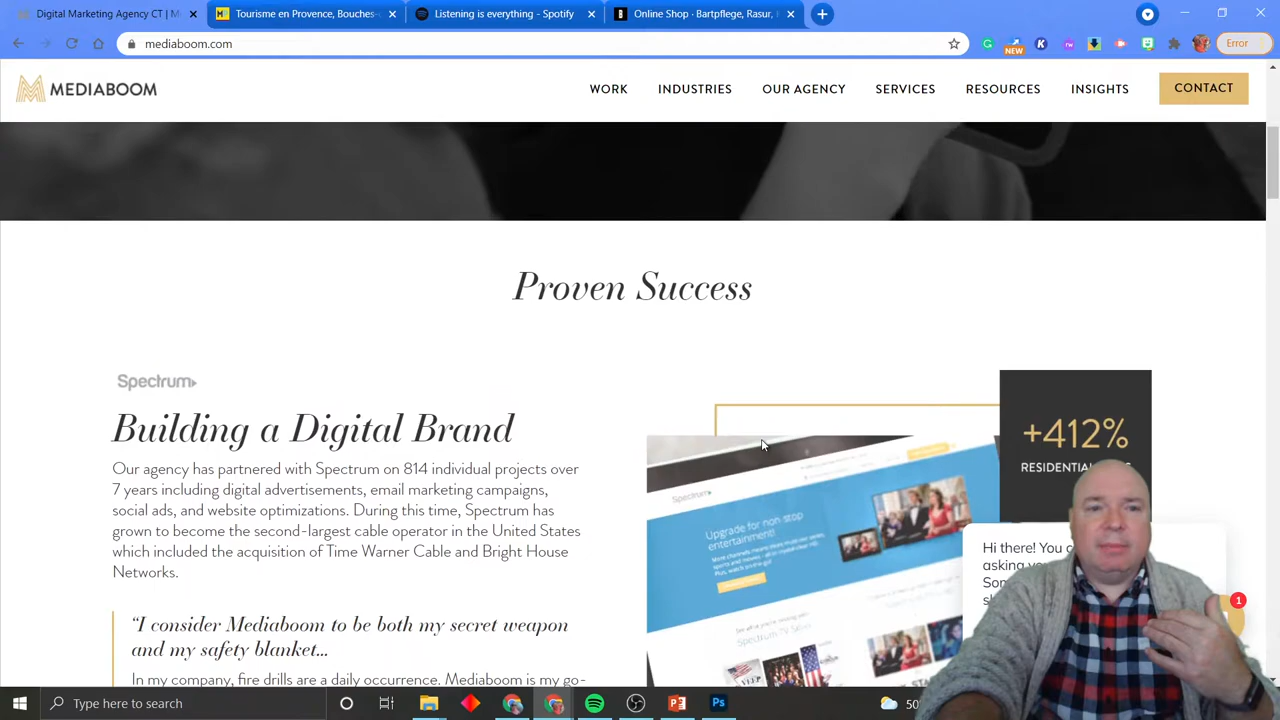 Digital Marketing Agency CT | M
Tourisme en Provence, Bouches-
Listening is everything - Spotify
Online Shop · Bartpflege, Rasur,
mediaboom.com
NEW
Error
MEDIABOOM
WORK
INDUSTRIES
OUR AGENCY
SERVICES
RESOURCES
INSIGHTS
CONTACT
Proven Success
Spectrum
Building a Digital Brand
Our agency has partnered with Spectrum on 814 individual projects over
7 years including digital advertisements, email marketing campaigns,
social ads, and website optimizations. During this time, Spectrum has
grown to become the second-largest cable operator in the United States
which included the acquisition of Time Warner Cable and Bright House
Networks.
“I consider Mediaboom to be both my secret weapon
and my safety blanket...
In my company, fire drills are a daily occurrence. Mediaboom is my go-
+412%
RESIDENTIAL
Spectrum
Upgrade for non stop
entertainment!
Spectrum TV Select
Hi there! You
asking
1
Type here to search
Ps
50